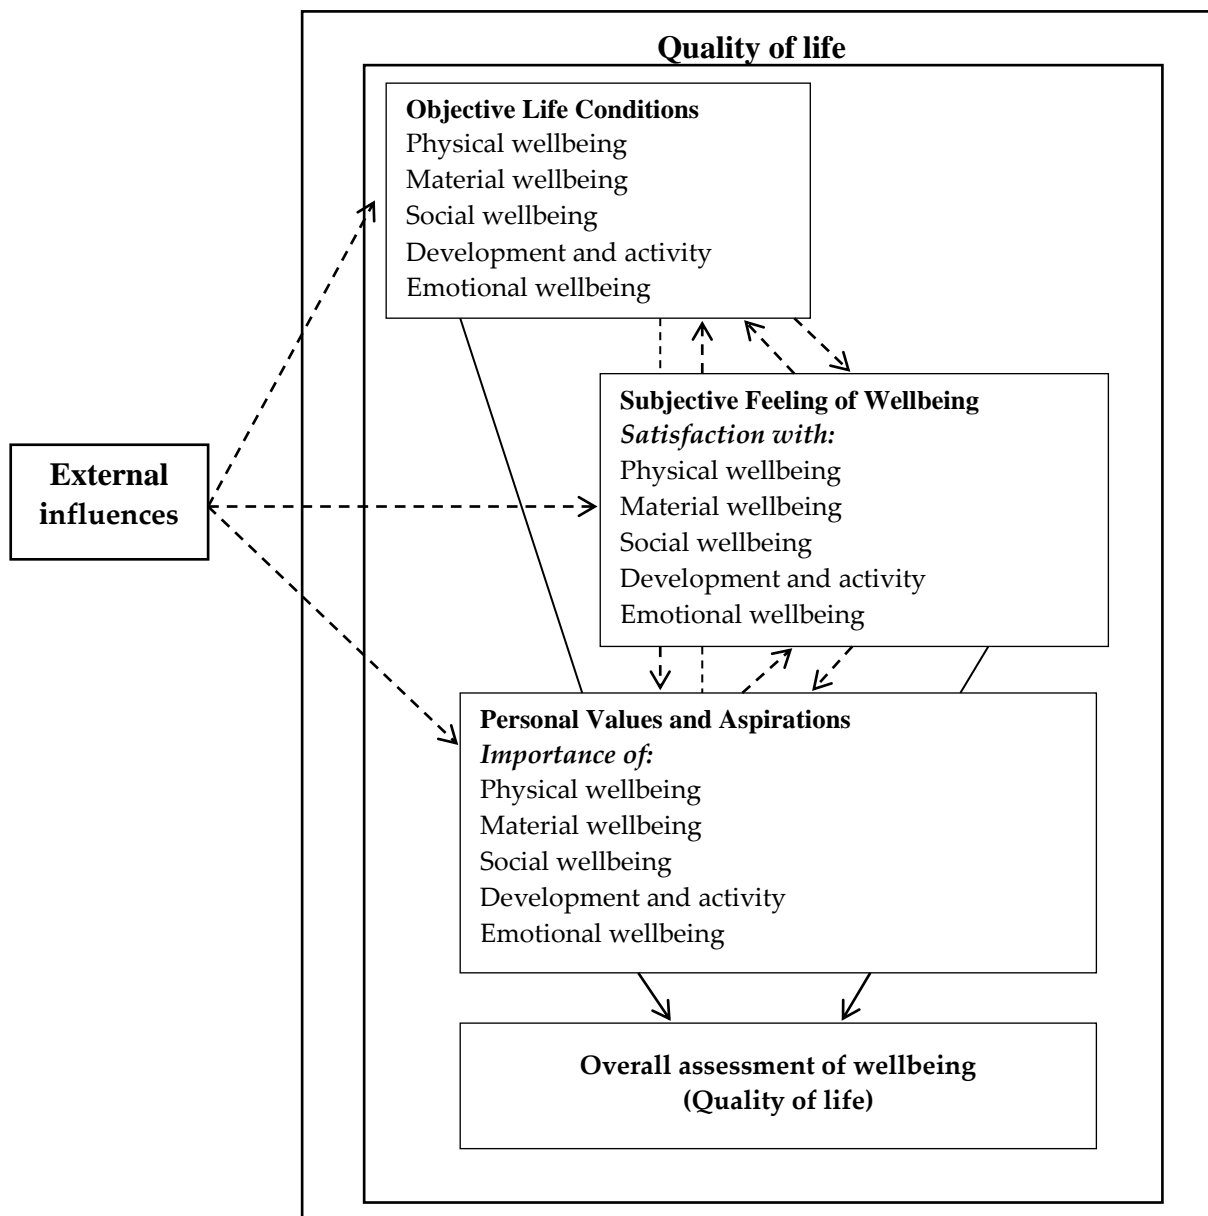 Quality of life
Objective Life Conditions
Physical wellbeing
Material wellbeing
Social wellbeing
Development and activity
Emotional wellbeing
Subjective Feeling of Wellbeing
Satisfaction with:
Physical wellbeing
Material wellbeing
Social wellbeing
Development and activity
Emotional wellbeing
External
influences
Personal Values and Aspirations
Importance of:
Physical wellbeing
Material wellbeing
Social wellbeing
Development and activity
Emotional wellbeing
Overall assessment of wellbeing
(Quality of life)